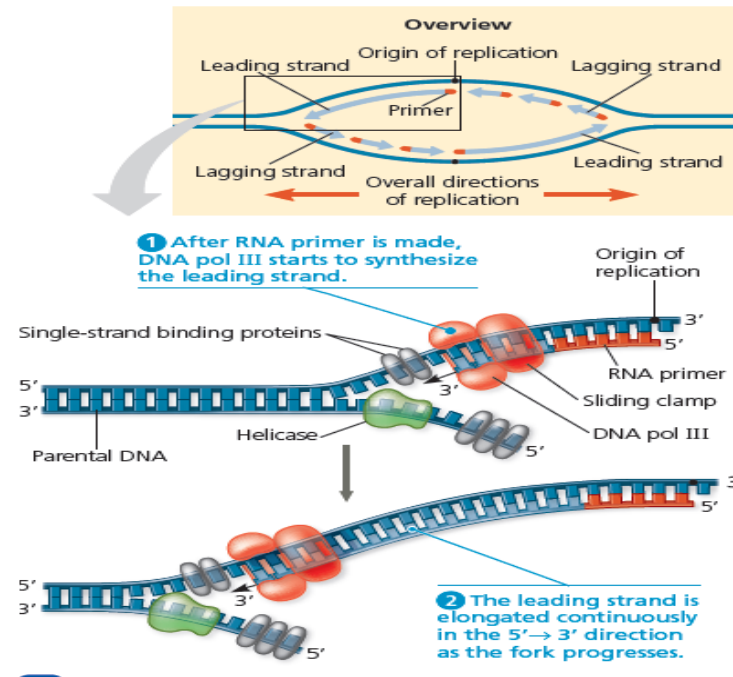 Overview
Origin of replication
Leading strand
Lagging strand
Primer
Lagging strand
Leading strand
Overall directions
of replication
1 After RNA primer is made,
DNA pol III starts to synthesize
the leading strand.
Origin of
replication
3′
5′
Single-strand binding proteins
RNA primer
5′
3′
Sliding clamp
3′
Helicase
DNA pol III
5′
Parental DNA
3
5′
5′
3′
3′
2 The leading strand is
elongated continuously
in the 5′→ 3′ direction
as the fork progresses.
5′